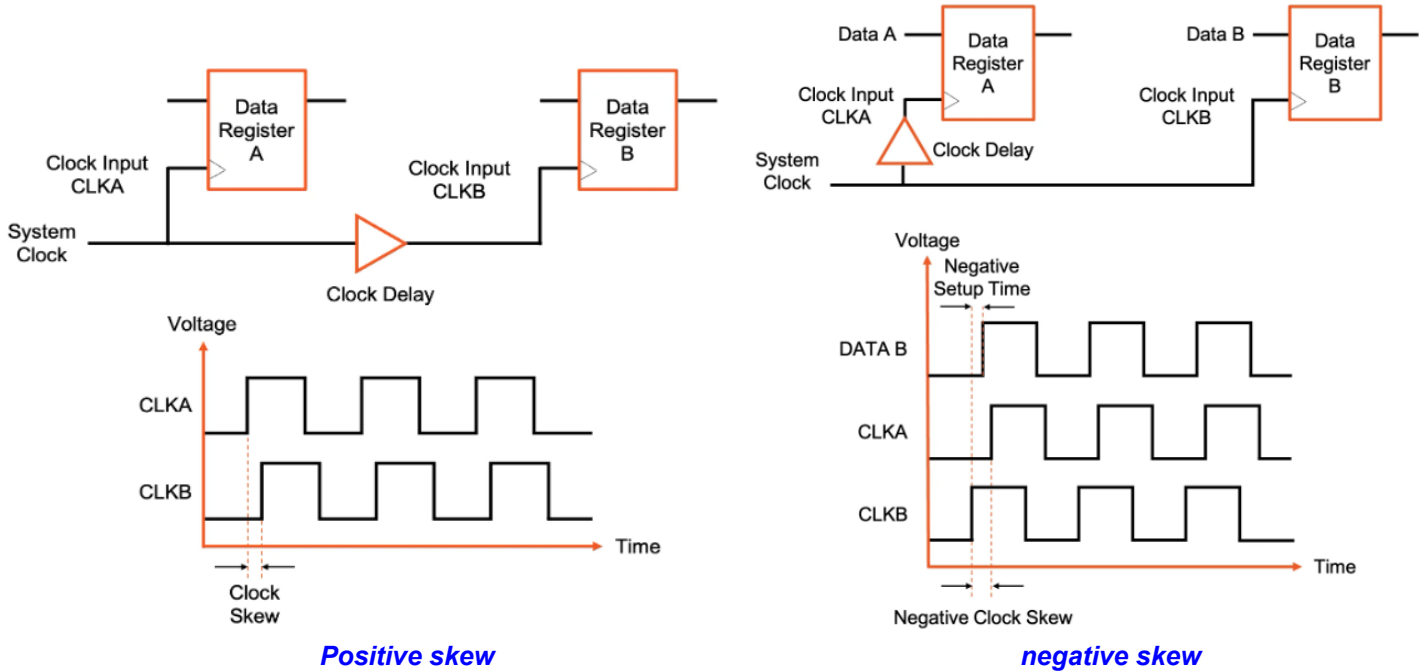 Data
Register
A
Data
Register
B
Clock Input
CLKA
Clock Input
CLKB
System
Clock
Clock Delay
Voltage
CLKA
CLKB
Time
Clock
Skew
Positive skew
Data A
Data
Register
A
Data B
Data
Register
B
Clock Input
CLKA
Clock Input
CLKB
Clock Delay
System
Clock
Voltage
Negative
Setup Time
DATA B
CLKA
CLKB
Time
Negative Clock Skew
negative skew